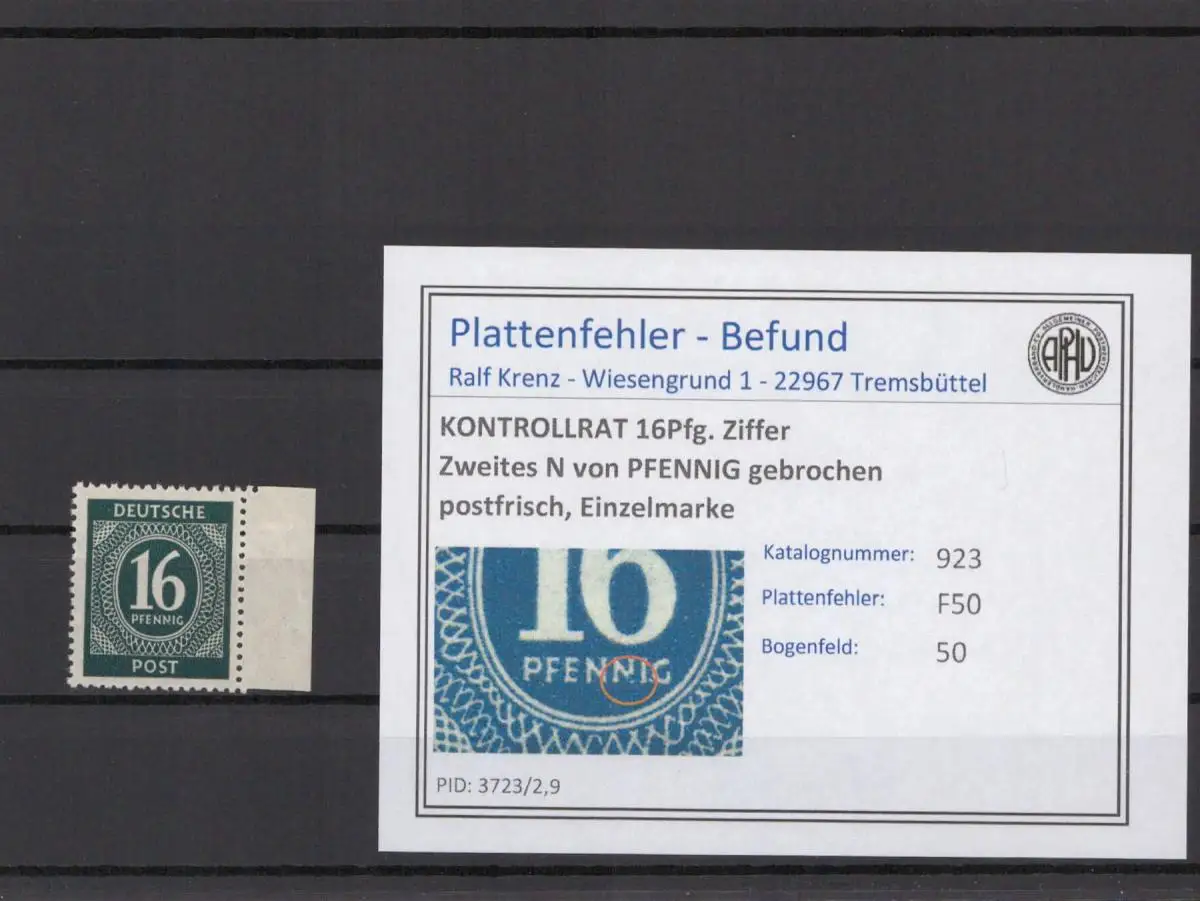 DEUTSCHE
16
PFENNIG
POST
Plattenfehler - Befund
Ralf Krenz - Wiesengrund 1 - 22967 Tremsbüttel
APHV
KONTROLLRAT 16Pfg. Ziffer
Zweites N von PFENNIG gebrochen
postfrisch, Einzelmarke
16
PFENNIG
Katalognummer: 923
Plattenfehler: F50
Bogenfeld: 50
PID: 3723/2,9